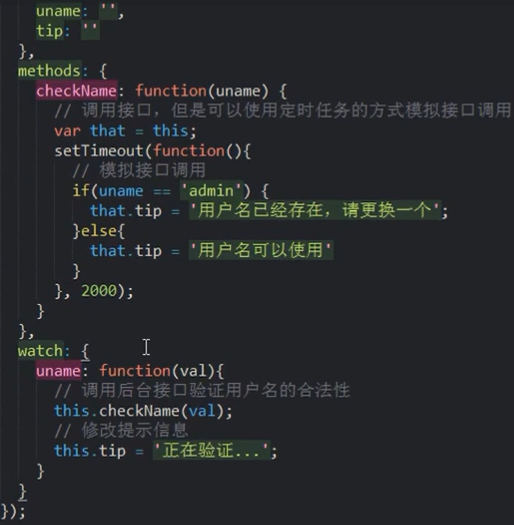 uname: '',
tip: ''
},
methods: {
checkName: function(uname) {
// 调用接口，但是可以使用定时任务的方式模拟接口调用
var that = this;
setTimeout(function(){
// 模拟接口调用
if(uname == 'admin') {
that.tip = '用户名已经存在，请更换一个';
}else{
that.tip = '用户名可以使用'
}
}, 2000);
}
},
watch: {
uname: function(val){
// 调用后台接口验证用户名的合法性
this.checkName(val);
// 修改提示信息
this.tip = '正在验证...';
}
}
});